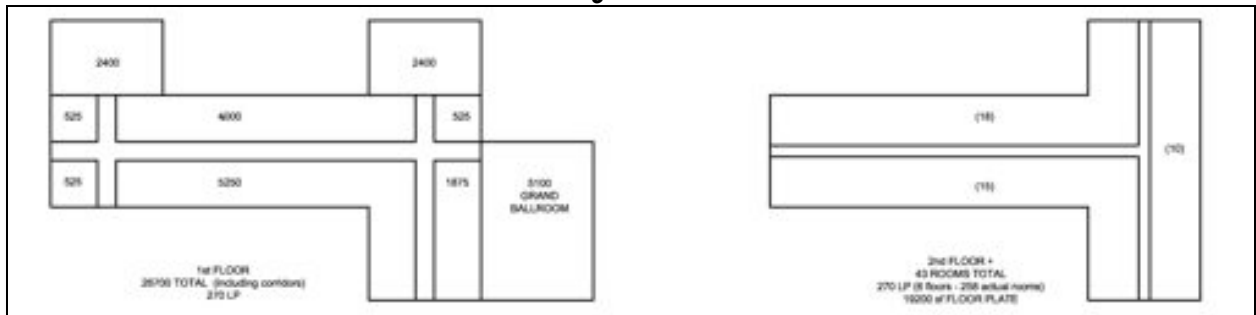 2400
2400
525
4000
525
525
5250
1875
5100
GRAND
BALLROOM
1st FLOOR
26700 TOTAL (including corridors)
270 LP
(18)
(10)
(15)
2nd FLOOR +
43 ROOMS TOTAL
270 LP (6 floors - 258 actual rooms)
19200 sf FLOOR PLATE